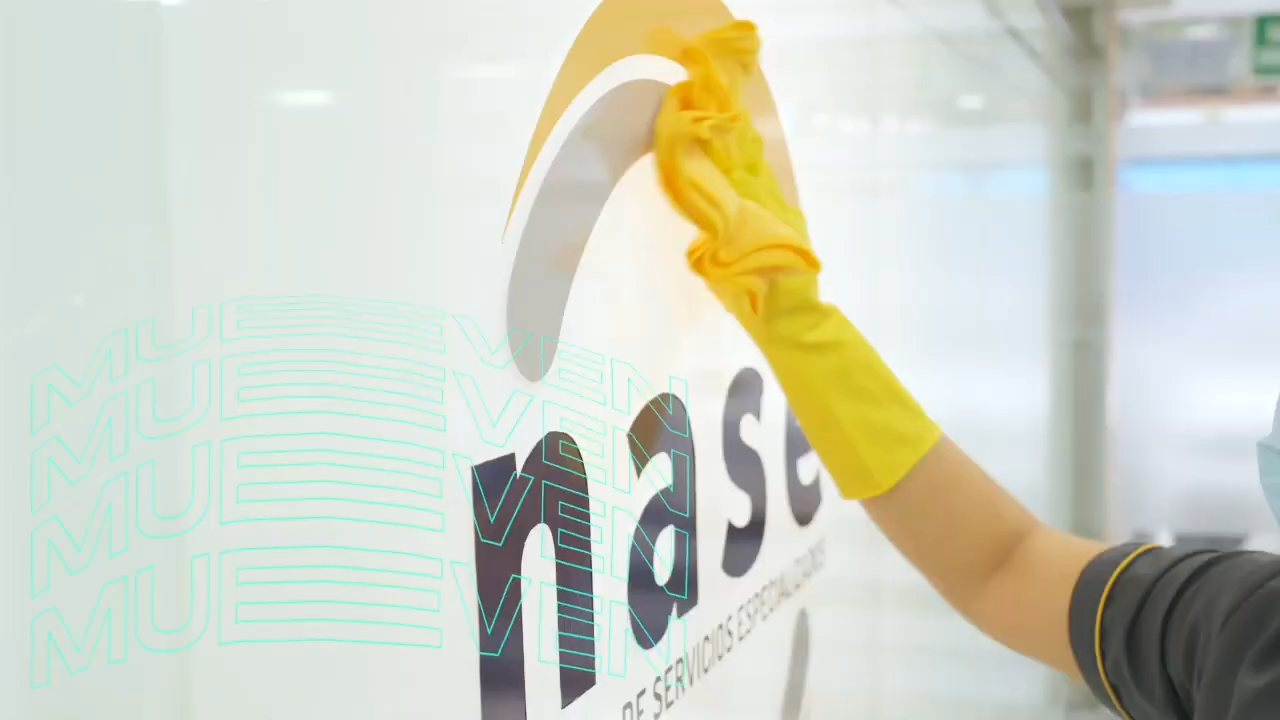 MUEVEN
MUEVEN
MUEVEN
MUEVEN
nase
DE SERVICIOS ESPECIALIZADOS